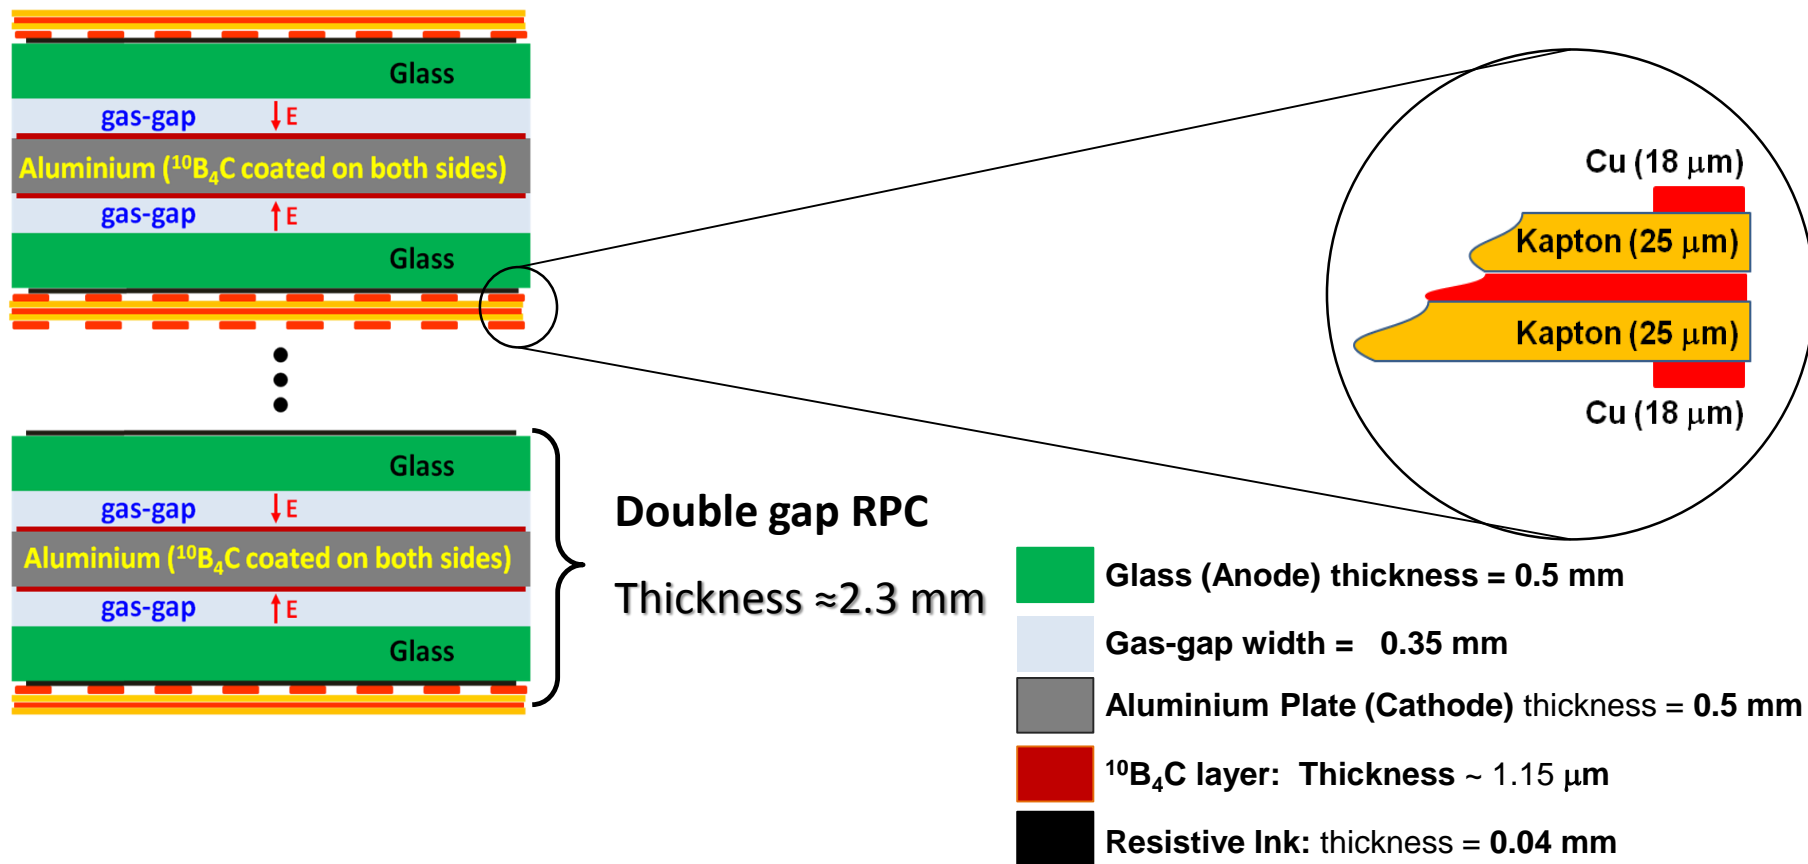 Glass
gas-gap
E
Aluminium (¹⁰B₄C coated on both sides)
gas-gap
E
Glass
Cu (18 μm)
Kapton (25 μm)
Kapton (25 μm)
Cu (18 μm)
Glass
gas-gap
E
Aluminium (¹⁰B₄C coated on both sides)
gas-gap
E
Glass
Double gap RPC
Thickness ≈2.3 mm
Glass (Anode) thickness = 0.5 mm
Gas-gap width = 0.35 mm
Aluminium Plate (Cathode) thickness = 0.5 mm
¹⁰B₄C layer: Thickness ~ 1.15 μm
Resistive Ink: thickness = 0.04 mm